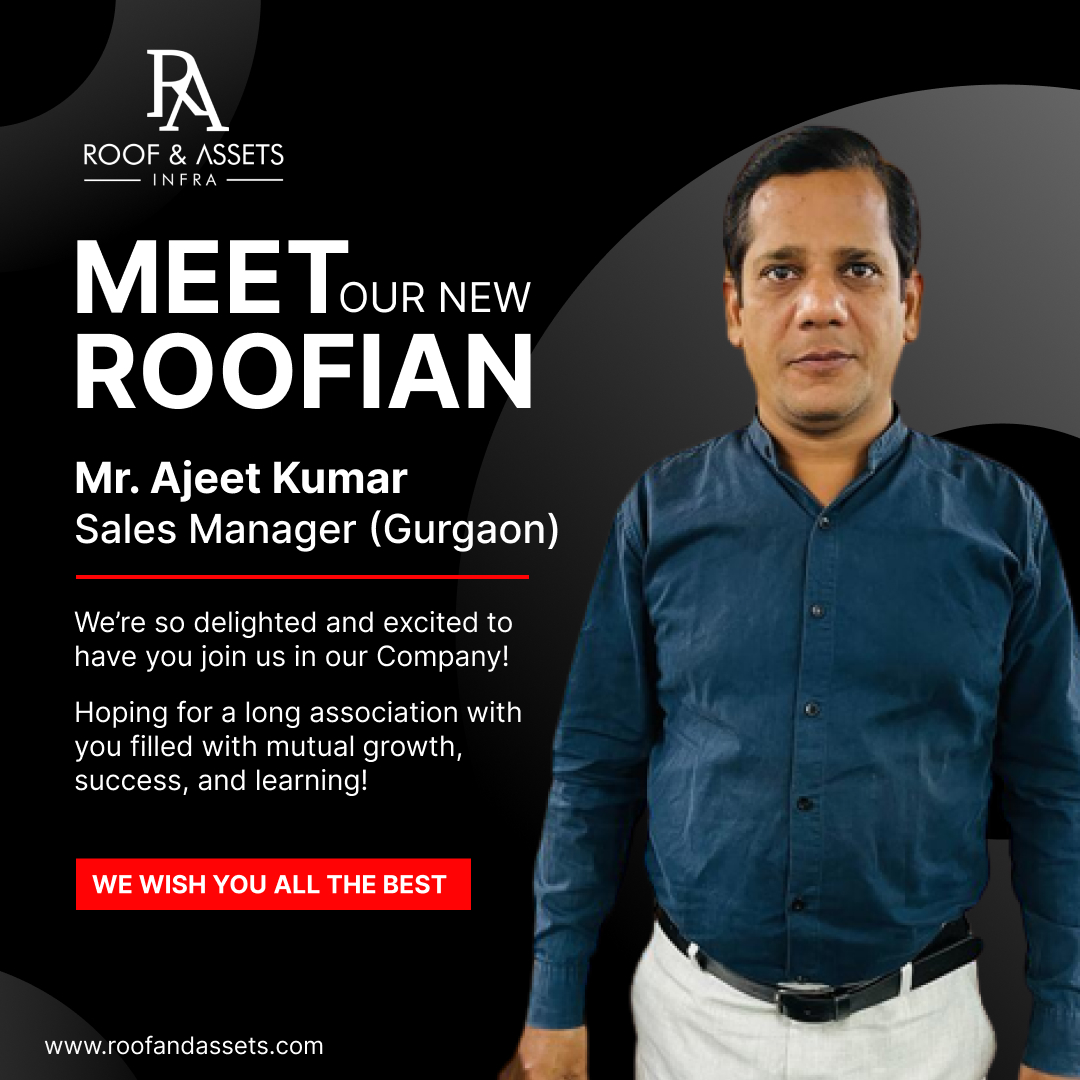 RA
ROOF & ASSETS
INFRA
MEET OUR NEW
ROOFIAN
Mr. Ajeet Kumar
Sales Manager (Gurgaon)
We’re so delighted and excited to
have you join us in our Company!
Hoping for a long association with
you filled with mutual growth,
success, and learning!
WE WISH YOU ALL THE BEST
www.roofandassets.com